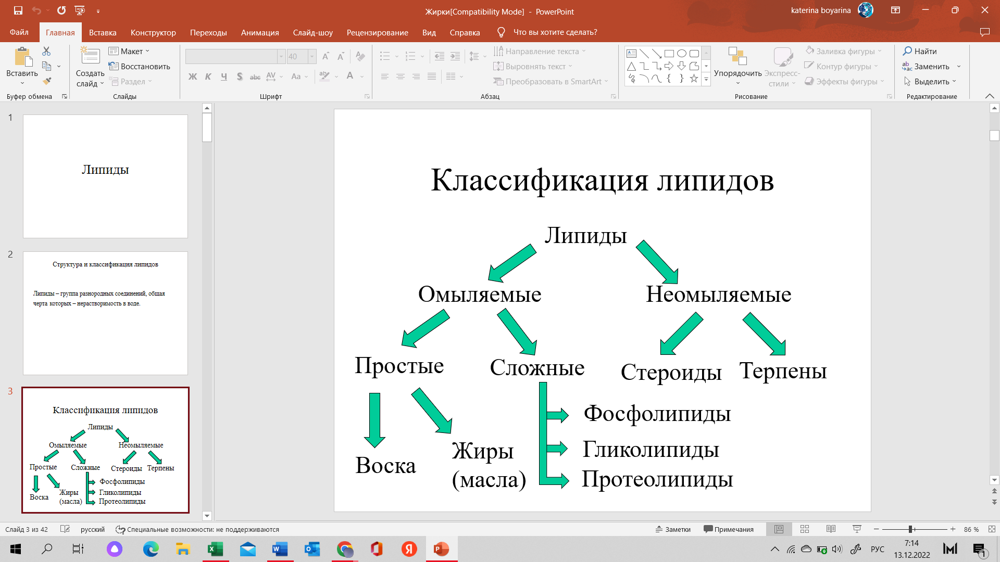 Жирки[Compatibility Mode] - PowerPoint
katerina boyarina
Файл Главная Вставка Конструктор Переходы Анимация Слайд-шоу Рецензирование Вид Справка Что вы хотите сделать?
Вставить
Буфер обмена
Создать слайд
Макет
Восстановить
Раздел
Слайды
40
Ж К Ч S abc AV Aa ab A
Шрифт
Направление текста
Выровнять текст
Преобразовать в SmartArt
Абзац
Упорядочить
Экспресс-стили
Заливка фигуры
Контур фигуры
Эффекты фигуры
Рисование
Найти
Заменить
Выделить
Редактирование
1
Липиды
2
Структура и классификация липидов
Липиды – группа разнородных соединений, общая
черта которых – нерастворимость в воде.
3
Классификация липидов
Липиды
Омыляемые Неомыляемые
Простые Сложные Стероиды Терпены
Фосфолипиды
Воска Жиры (масла) Гликолипиды
Протеолипиды
Классификация липидов
Липиды
Омыляемые Неомыляемые
Простые Сложные Стероиды Терпены
Фосфолипиды
Воска
Жиры
(масла)
Гликолипиды
Протеолипиды
Слайд 3 из 42 русский Специальные возможности: не поддерживаются Заметки Примечания 86 %
РУС
7:14
13.12.2022
1